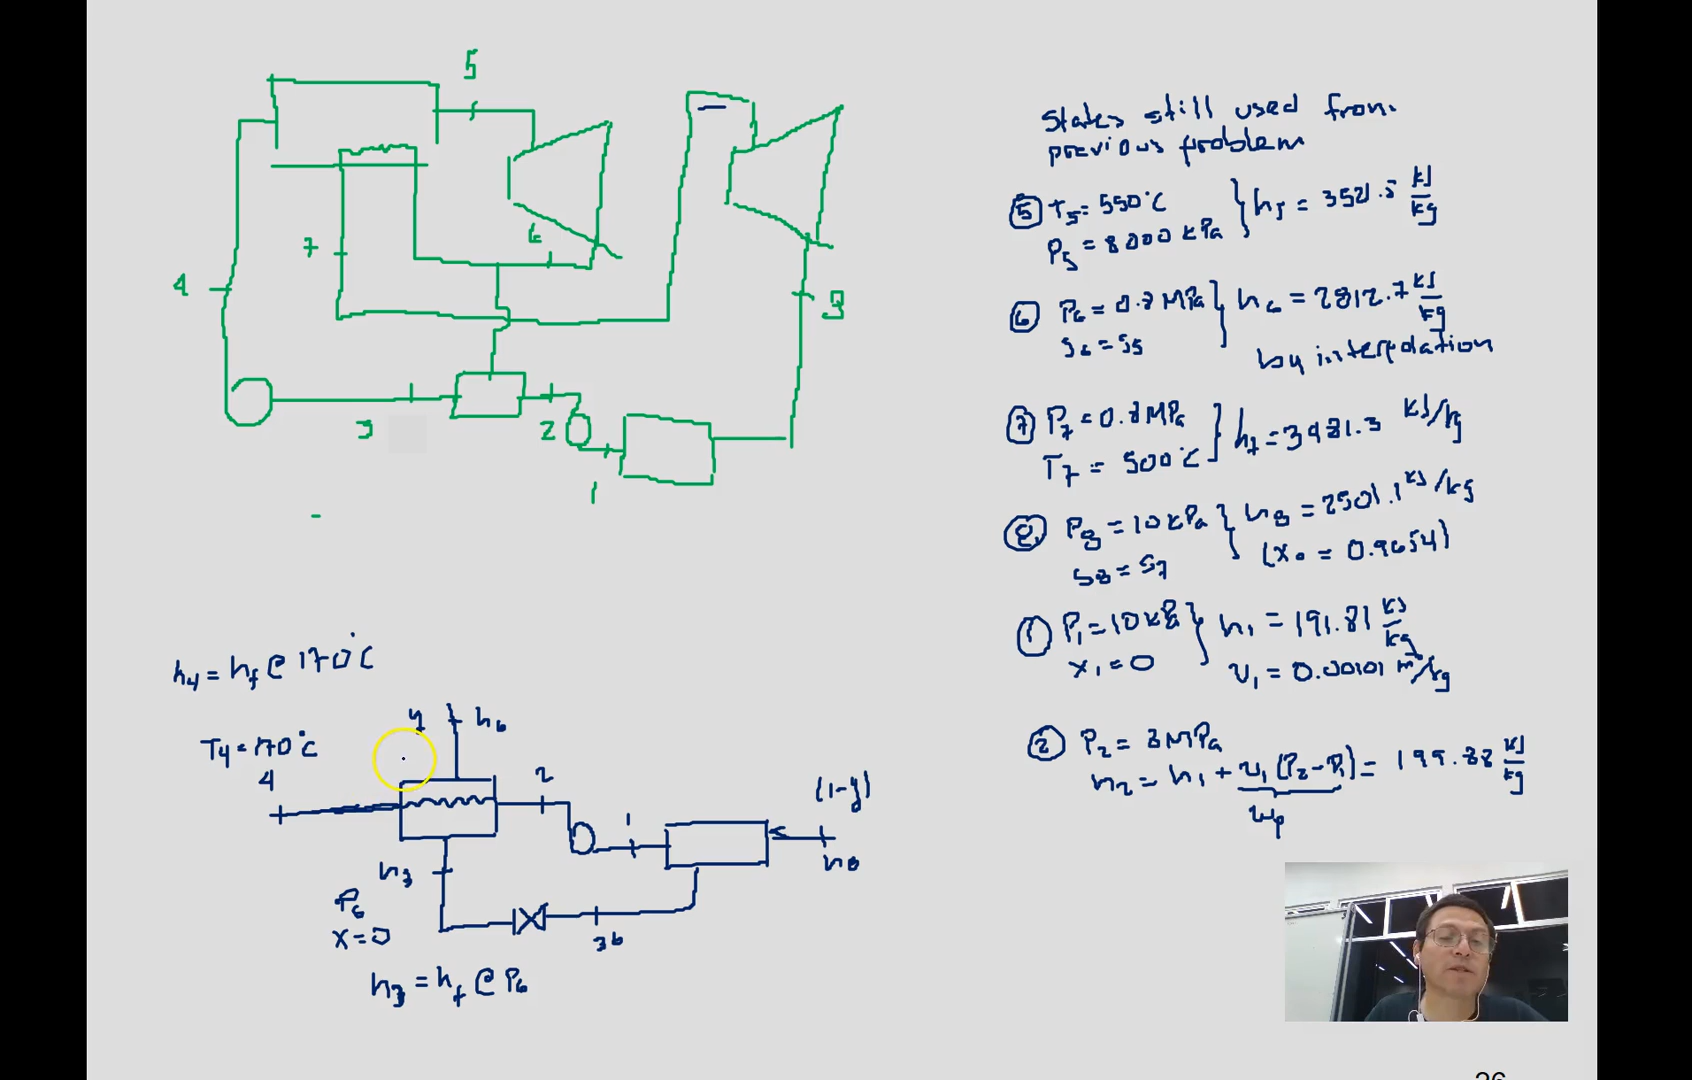 5
4
7
6
8
3
2
1
h4 = hf @ 170°C
T4 = 170°C
4
y
h6
2
1
(1-y)
h8
h3
P6
x=0
3b
h3 = hf @ P6
States still used from
previous problem
⑤ T5 = 550°C
P5 = 8000 kPa
h5 = 3521.5 kJ/kg
⑥ P6 = 0.8 MPa
s6 = s5
h6 = 2812.7 kJ/kg
by interpolation
⑦ P7 = 0.8 MPa
T7 = 500°C
h7 = 3481.3 kJ/kg
⑧ P8 = 10 kPa
s8 = s7
h8 = 2501.1 kJ/kg
(x8 = 0.9654)
① P1 = 10 kPa
x1 = 0
h1 = 191.81 kJ/kg
v1 = 0.00101 m³/kg
② P2 = 8 MPa
h2 = h1 + v1 (P2 - P1) = 199.88 kJ/kg
wp